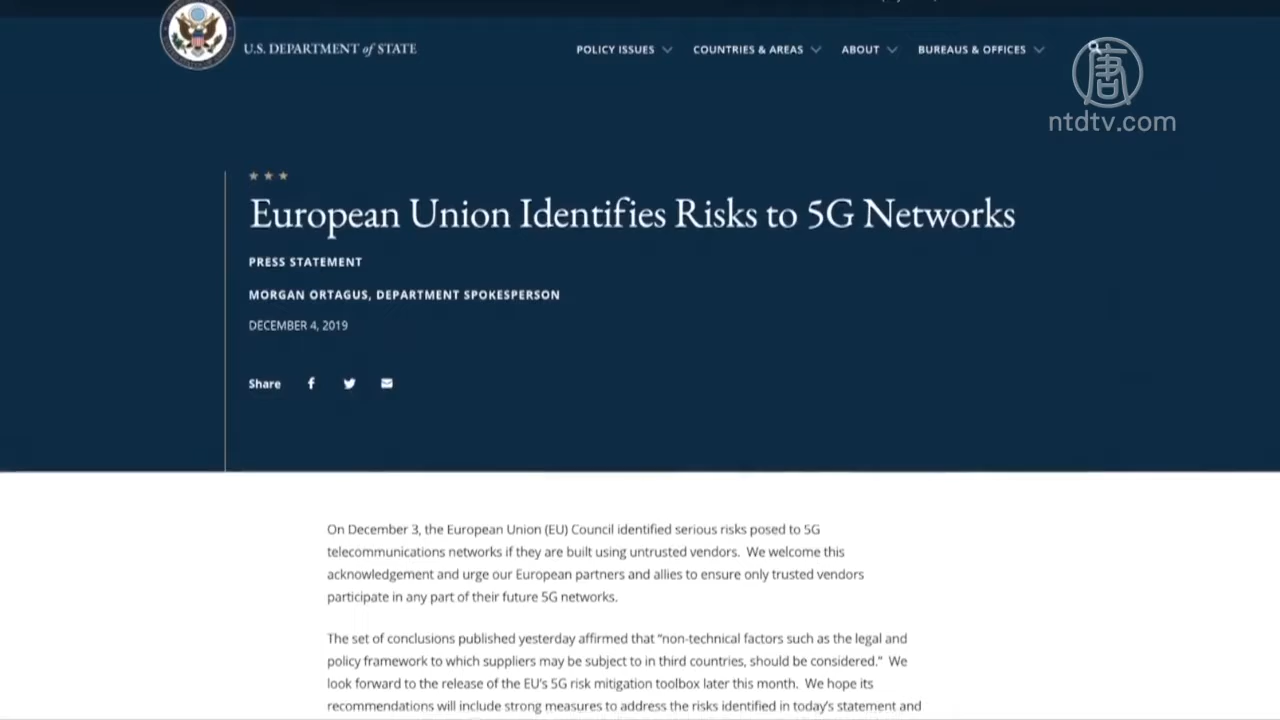 U.S. DEPARTMENT of STATE
POLICY ISSUES
COUNTRIES & AREAS
ABOUT
BUREAUS & OFFICES
唐
ntdtv.com
European Union Identifies Risks to 5G Networks
PRESS STATEMENT
MORGAN ORTAGUS, DEPARTMENT SPOKESPERSON
DECEMBER 4, 2019
Share
On December 3, the European Union (EU) Council identified serious risks posed to 5G
telecommunications networks if they are built using untrusted vendors. We welcome this
acknowledgement and urge our European partners and allies to ensure only trusted vendors
participate in any part of their future 5G networks.
The set of conclusions published yesterday affirmed that “non-technical factors such as the legal and
policy framework to which suppliers may be subject to in third countries, should be considered.” We
look forward to the release of the EU’s 5G risk mitigation toolbox later this month. We hope its
recommendations will include strong measures to address the risks identified in today’s statement and